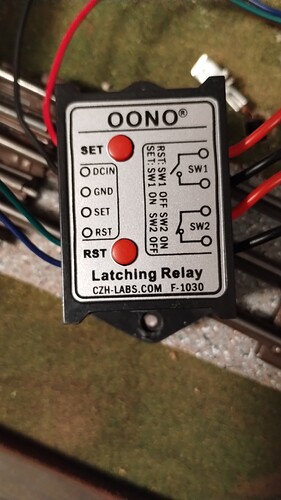 OONO®
SET
DCIN
GND
SET
RST
RST
RST: SW1 OFF SW2 ON
SET: SW1 ON SW2 OFF
SW1
SW2
Latching Relay
CZH-LABS.COM F-1030